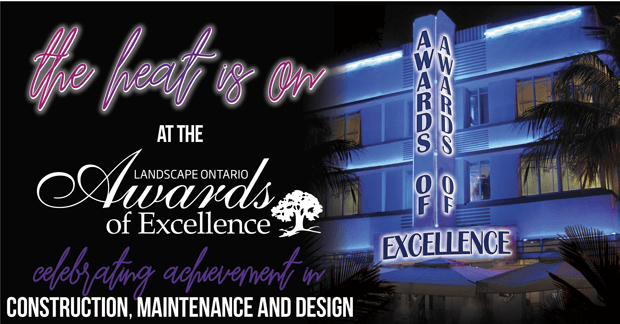 the heat is on
AT THE
LANDSCAPE ONTARIO
Awards
of Excellence
celebrating achievement in
CONSTRUCTION, MAINTENANCE AND DESIGN
AWARDS OF
AWARDS OF
EXCELLENCE